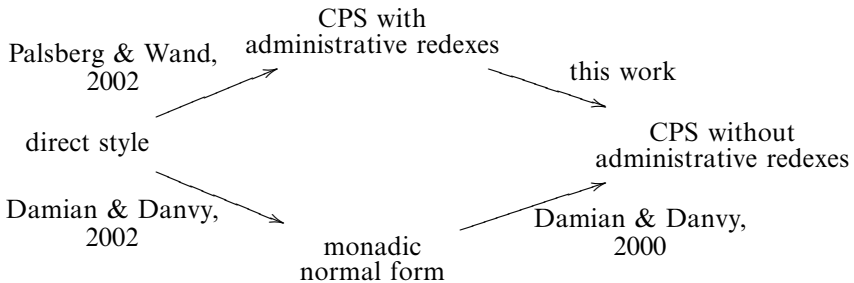 CPS with
administrative redexes
Palsberg & Wand,
2002
this work
direct style
CPS without
administrative redexes
Damian & Danvy,
2002
Damian & Danvy,
2000
monadic
normal form